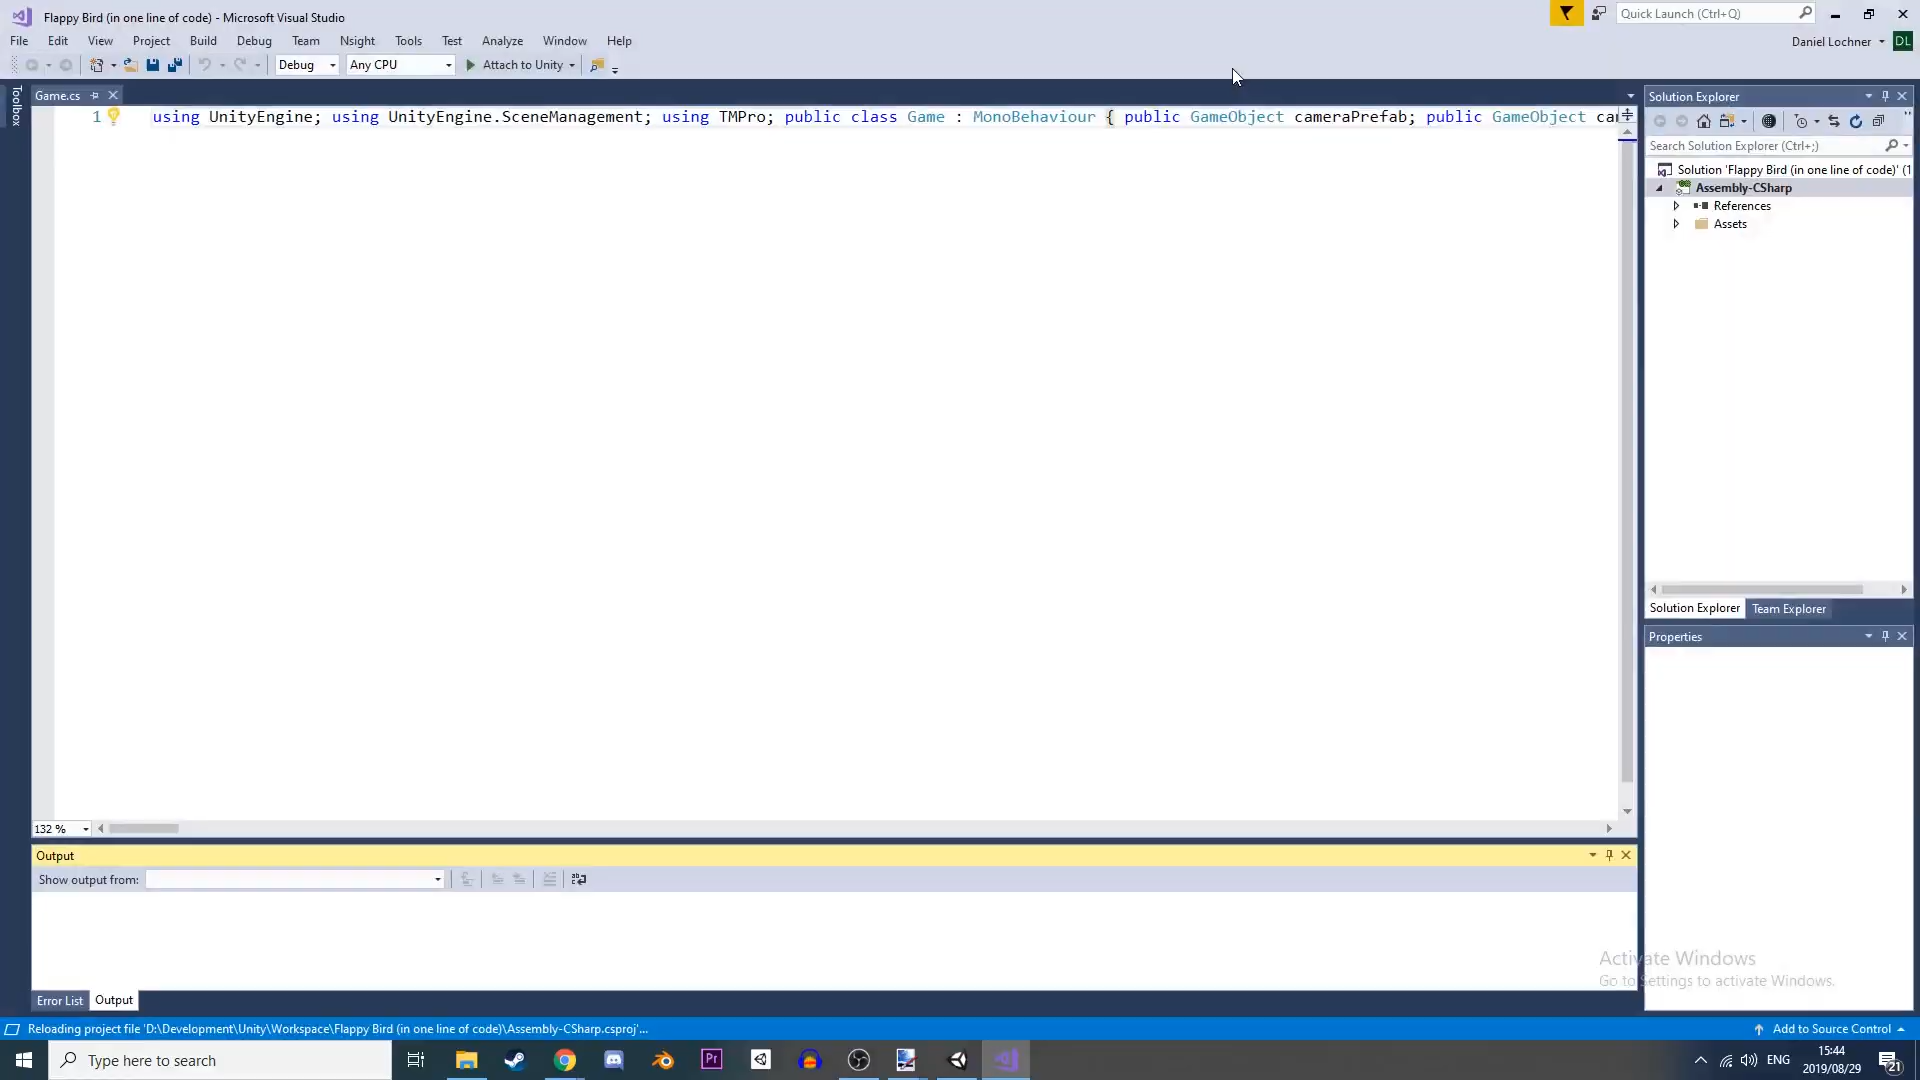 Flappy Bird (in one line of code) - Microsoft Visual Studio
Quick Launch (Ctrl+Q)
File Edit View Project Build Debug Team Nsight Tools Test Analyze Window Help
Daniel Lochner DL
Debug Any CPU Attach to Unity
Toolbox
Game.cs
1 using UnityEngine; using UnityEngine.SceneManagement; using TMPro; public class Game : MonoBehaviour { public GameObject cameraPrefab; public GameObject
Solution Explorer
Search Solution Explorer (Ctrl+;)
Solution 'Flappy Bird (in one line of code)' (1
Assembly-CSharp
References
Assets
Solution Explorer Team Explorer
Properties
132 %
Output
Show output from:
Activate Windows
Go to Settings to activate Windows.
Error List Output
Reloading project file 'D:\Development\Unity\Workspace\Flappy Bird (in one line of code)\Assembly-CSharp.csproj'...
Add to Source Control
Type here to search
Pr
ENG
15:44
2019/08/29
21